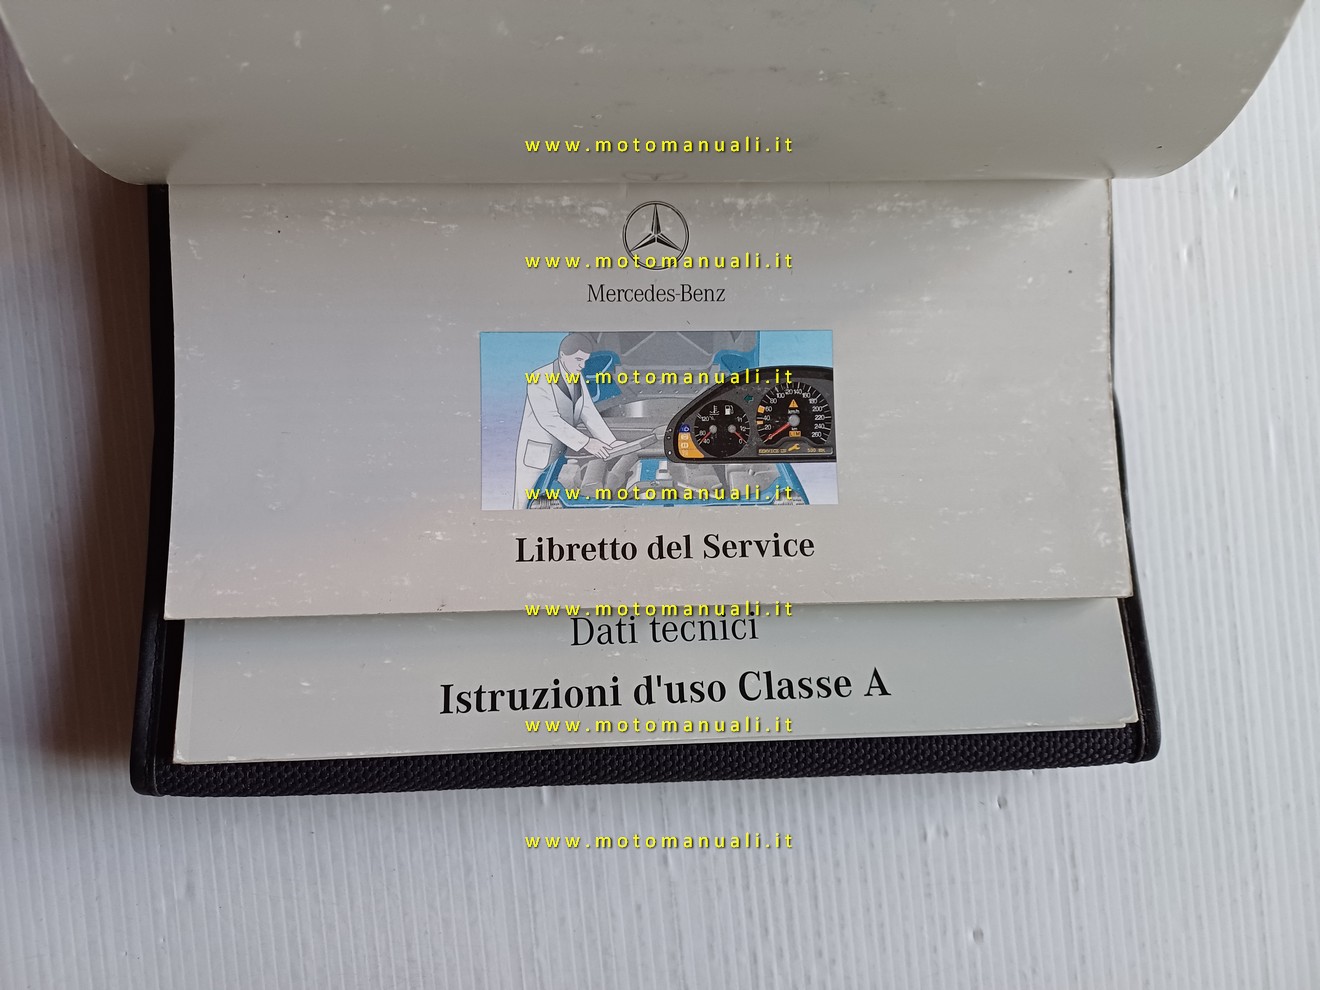 www.motomanuali.it
www.motomanuali.it
Mercedes-Benz
www.motomanuali.it
www.motomanuali.it
Libretto del Service
www.motomanuali.it
Dati tecnici
Istruzioni d'uso Classe A
www.motomanuali.it
www.motomanuali.it